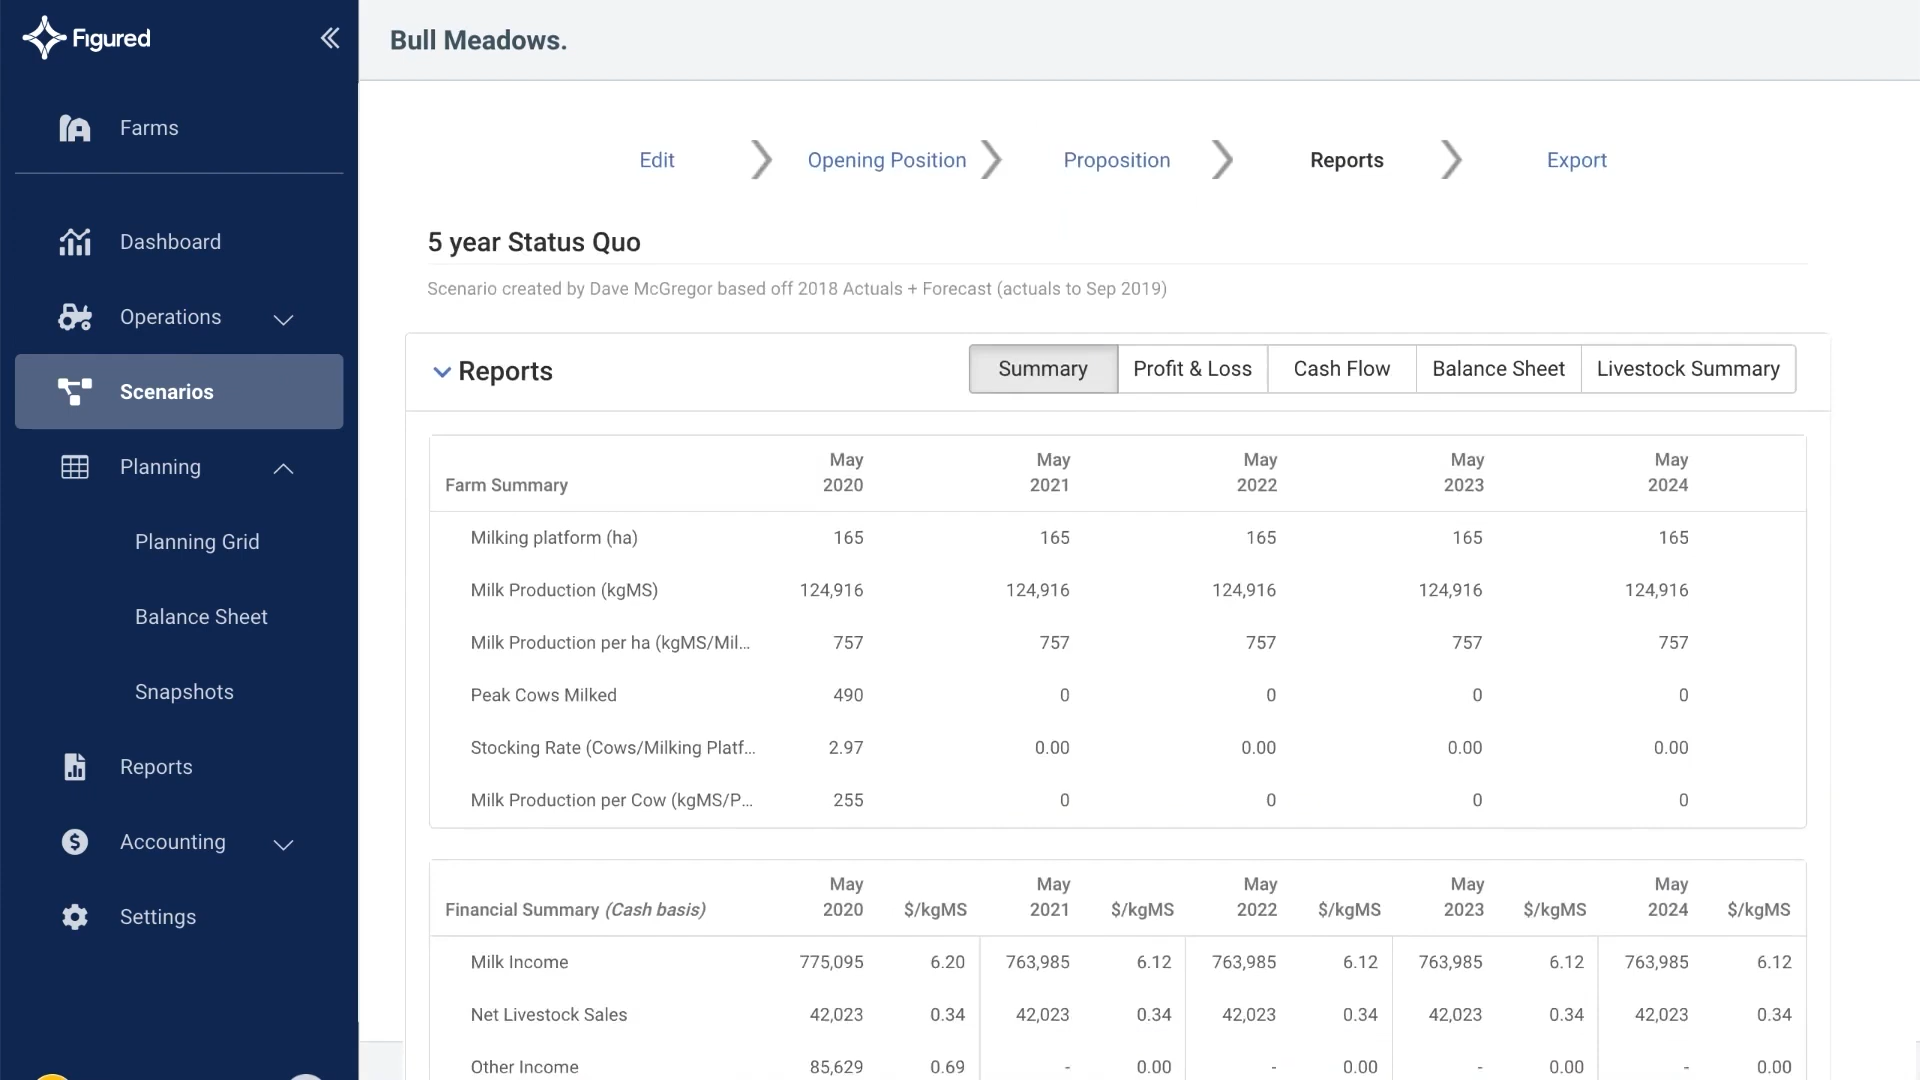 Figured
Bull Meadows.
Farms
Dashboard
Operations
Scenarios
Planning
Planning Grid
Balance Sheet
Snapshots
Reports
Accounting
Settings
Edit Opening Position Proposition Reports Export
5 year Status Quo
Scenario created by Dave McGregor based off 2018 Actuals + Forecast (actuals to Sep 2019)
Reports Summary Profit & Loss Cash Flow Balance Sheet Livestock Summary
May May May May May
Farm Summary 2020 2021 2022 2023 2024
Milking platform (ha) 165 165 165 165 165
Milk Production (kgMS) 124,916 124,916 124,916 124,916 124,916
Milk Production per ha (kgMS/Mil... 757 757 757 757 757
Peak Cows Milked 490 0 0 0 0
Stocking Rate (Cows/Milking Platf... 2.97 0.00 0.00 0.00 0.00
Milk Production per Cow (kgMS/P... 255 0 0 0 0
May May May May May
Financial Summary (Cash basis) 2020 $/kgMS 2021 $/kgMS 2022 $/kgMS 2023 $/kgMS 2024 $/kgMS
Milk Income 775,095 6.20 763,985 6.12 763,985 6.12 763,985 6.12 763,985 6.12
Net Livestock Sales 42,023 0.34 42,023 0.34 42,023 0.34 42,023 0.34 42,023 0.34
Other Income 85,629 0.69 - 0.00 - 0.00 - 0.00 - 0.00